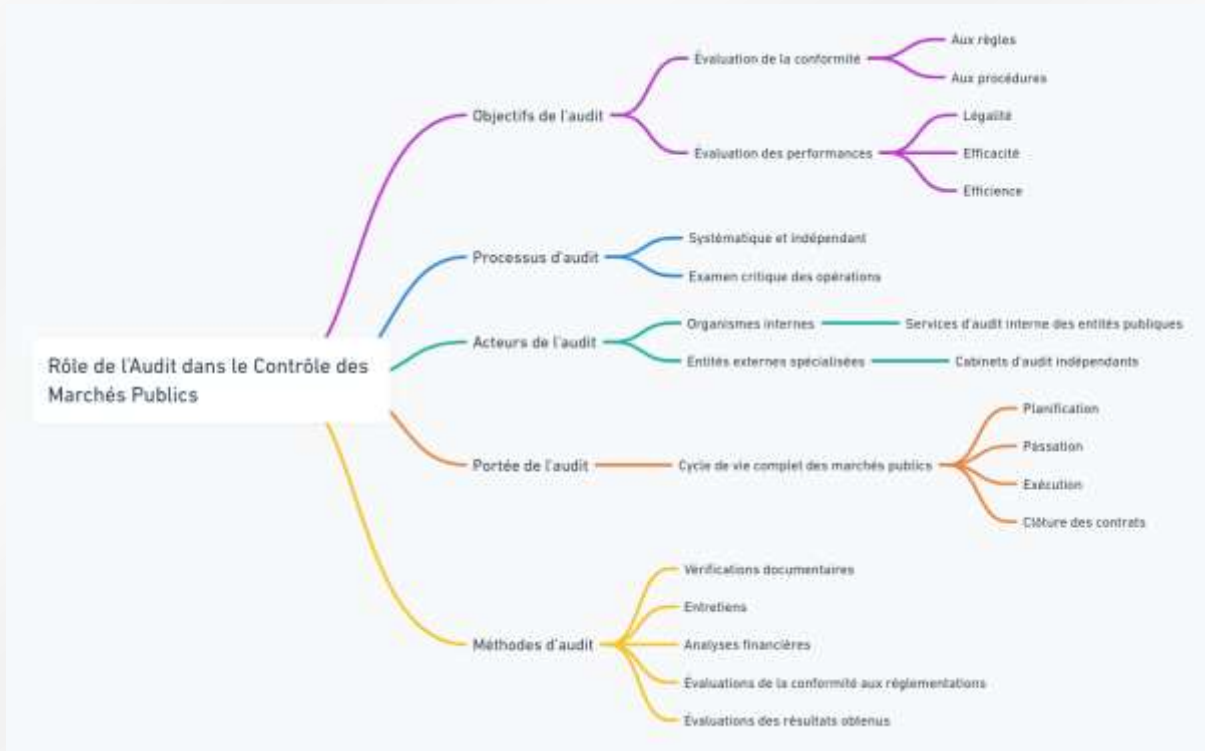 Rôle de l'Audit dans le Contrôle des
Marchés Publics
Objectifs de l'audit
Évaluation de la conformité
Aux règles
Aux procédures
Évaluation des performances
Légalité
Efficacité
Efficience
Processus d'audit
Systématique et indépendant
Examen critique des opérations
Acteurs de l'audit
Organismes internes
Services d'audit interne des entités publiques
Entités externes spécialisées
Cabinets d'audit indépendants
Portée de l'audit
Cycle de vie complet des marchés publics
Planification
Passation
Exécution
Clôture des contrats
Méthodes d'audit
Vérifications documentaires
Entretiens
Analyses financières
Évaluations de la conformité aux réglementations
Évaluations des résultats obtenus